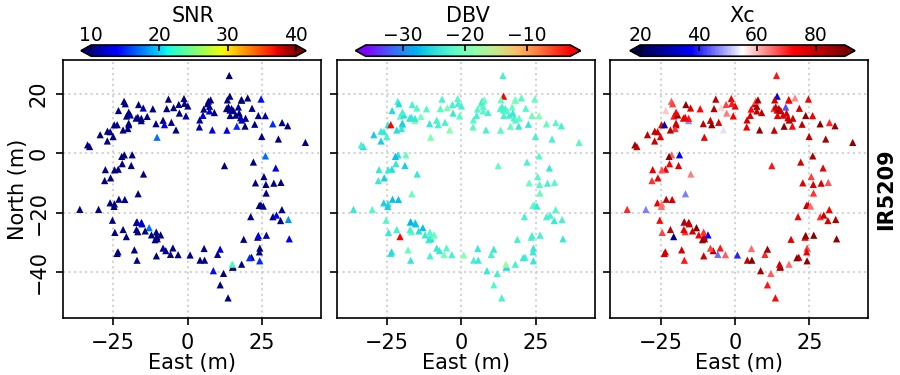 SNR DBV Xc
10 20 30 40 −30 −20 −10 20 40 60 80
20
0
−20
−40
North (m)
IR5209
−25 0 25 −25 0 25 −25 0 25
East (m) East (m) East (m)